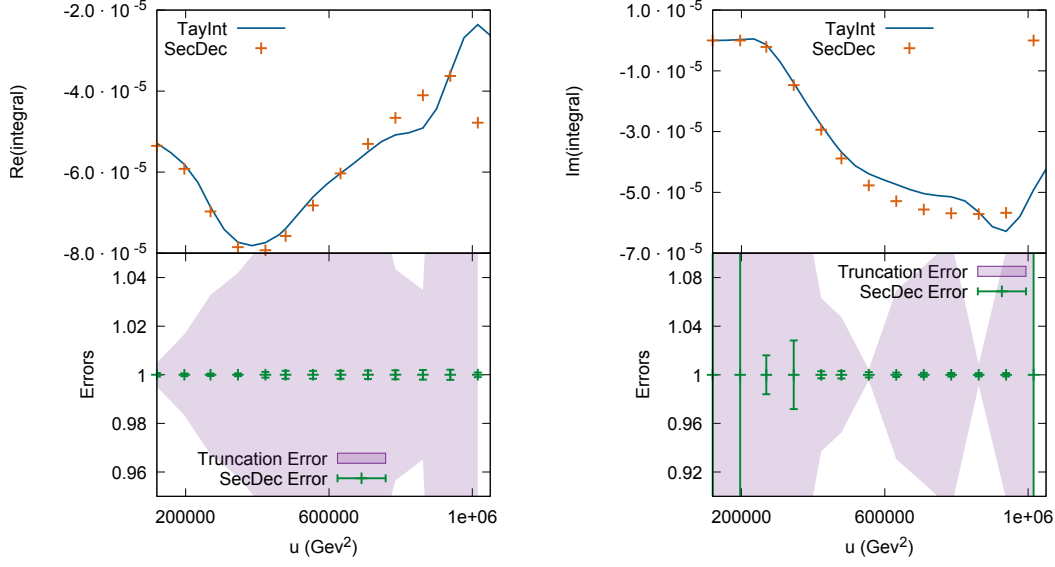 -2.0 · 10^-5
-4.0 · 10^-5
-6.0 · 10^-5
-8.0 · 10^-5
Re(integral)
TayInt
SecDec
1.04
1.02
1
0.98
0.96
Errors
Truncation Error
SecDec Error
200000
600000
1e+06
u (Gev²)
1.0 · 10^-5
-1.0 · 10^-5
-3.0 · 10^-5
-5.0 · 10^-5
-7.0 · 10^-5
Im(integral)
TayInt
SecDec
1.08
1.04
1
0.96
0.92
Errors
Truncation Error
SecDec Error
200000
600000
1e+06
u (Gev²)